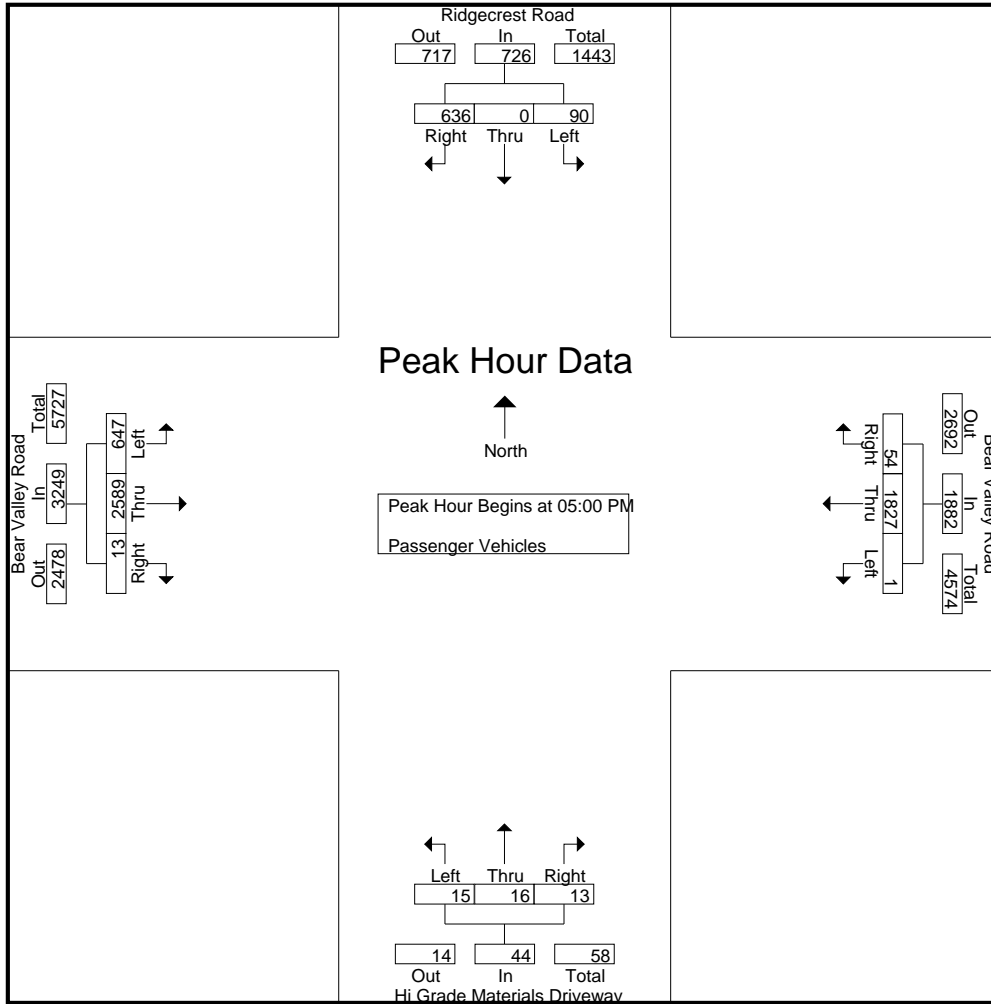 Ridgecrest Road
Out In Total
717 726 1443
636 0 90
Right Thru Left
Peak Hour Data
North
Peak Hour Begins at 05:00 PM
Passenger Vehicles
Bear Valley Road
Total In Out
5727 3249 2478
647 2589 13
Left Thru Right
Right Thru Left
54 1827 1
Out In Total
2692 1882 4574
Bear Valley Road
Left Thru Right
15 16 13
14 44 58
Out In Total
Hi Grade Materials Driveway